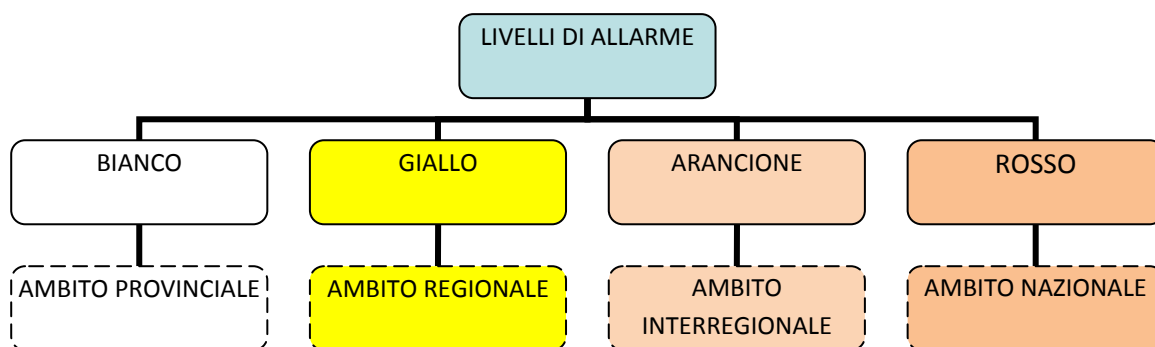 LIVELLI DI ALLARME
BIANCO
GIALLO
ARANCIONE
ROSSO
AMBITO PROVINCIALE
AMBITO REGIONALE
AMBITO
INTERREGIONALE
AMBITO NAZIONALE